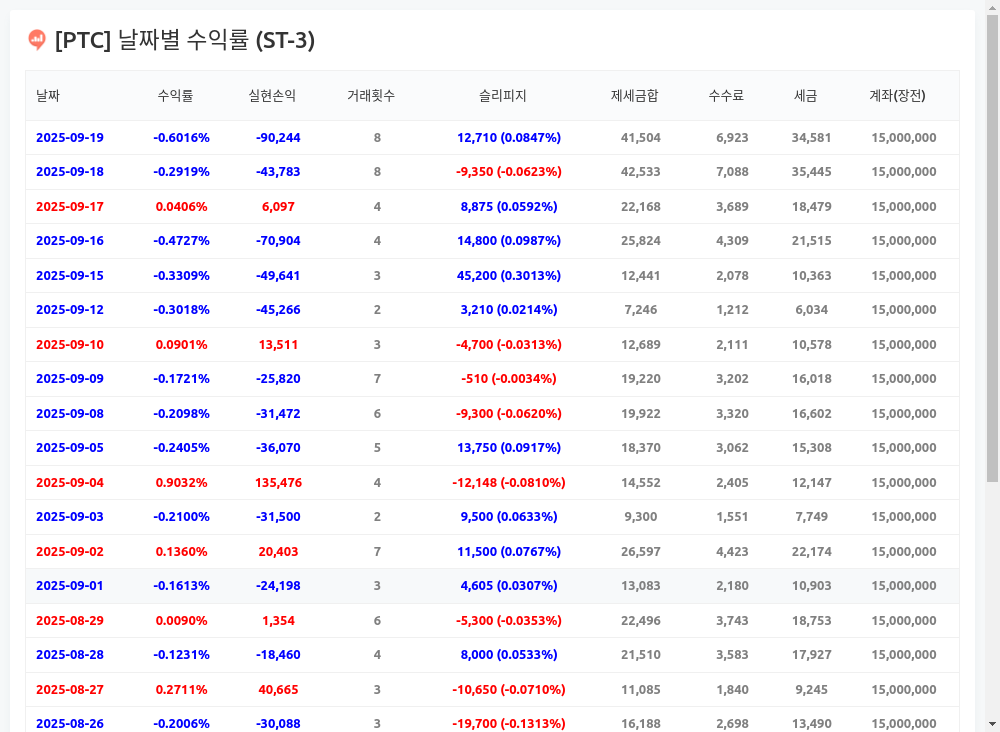 [PTC] 날짜별 수익률 (ST-3)
날짜 수익률 실현손익 거래횟수 슬리피지 제세금합 수수료 세금 계좌(장전)
2025-09-19 -0.6016% -90,244 8 12,710 (0.0847%) 41,504 6,923 34,581 15,000,000
2025-09-18 -0.2919% -43,783 8 -9,350 (-0.0623%) 42,533 7,088 35,445 15,000,000
2025-09-17 0.0406% 6,097 4 8,875 (0.0592%) 22,168 3,689 18,479 15,000,000
2025-09-16 -0.4727% -70,904 4 14,800 (0.0987%) 25,824 4,309 21,515 15,000,000
2025-09-15 -0.3309% -49,641 3 45,200 (0.3013%) 12,441 2,078 10,363 15,000,000
2025-09-12 -0.3018% -45,266 2 3,210 (0.0214%) 7,246 1,212 6,034 15,000,000
2025-09-10 0.0901% 13,511 3 -4,700 (-0.0313%) 12,689 2,111 10,578 15,000,000
2025-09-09 -0.1721% -25,820 7 -510 (-0.0034%) 19,220 3,202 16,018 15,000,000
2025-09-08 -0.2098% -31,472 6 -9,300 (-0.0620%) 19,922 3,320 16,602 15,000,000
2025-09-05 -0.2405% -36,070 5 13,750 (0.0917%) 18,370 3,062 15,308 15,000,000
2025-09-04 0.9032% 135,476 4 -12,148 (-0.0810%) 14,552 2,405 12,147 15,000,000
2025-09-03 -0.2100% -31,500 2 9,500 (0.0633%) 9,300 1,551 7,749 15,000,000
2025-09-02 0.1360% 20,403 7 11,500 (0.0767%) 26,597 4,423 22,174 15,000,000
2025-09-01 -0.1613% -24,198 3 4,605 (0.0307%) 13,083 2,180 10,903 15,000,000
2025-08-29 0.0090% 1,354 6 -5,300 (-0.0353%) 22,496 3,743 18,753 15,000,000
2025-08-28 -0.1231% -18,460 4 8,000 (0.0533%) 21,510 3,583 17,927 15,000,000
2025-08-27 0.2711% 40,665 3 -10,650 (-0.0710%) 11,085 1,840 9,245 15,000,000
2025-08-26 -0.2006% -30,088 3 -19,700 (-0.1313%) 16,188 2,698 13,490 15,000,000